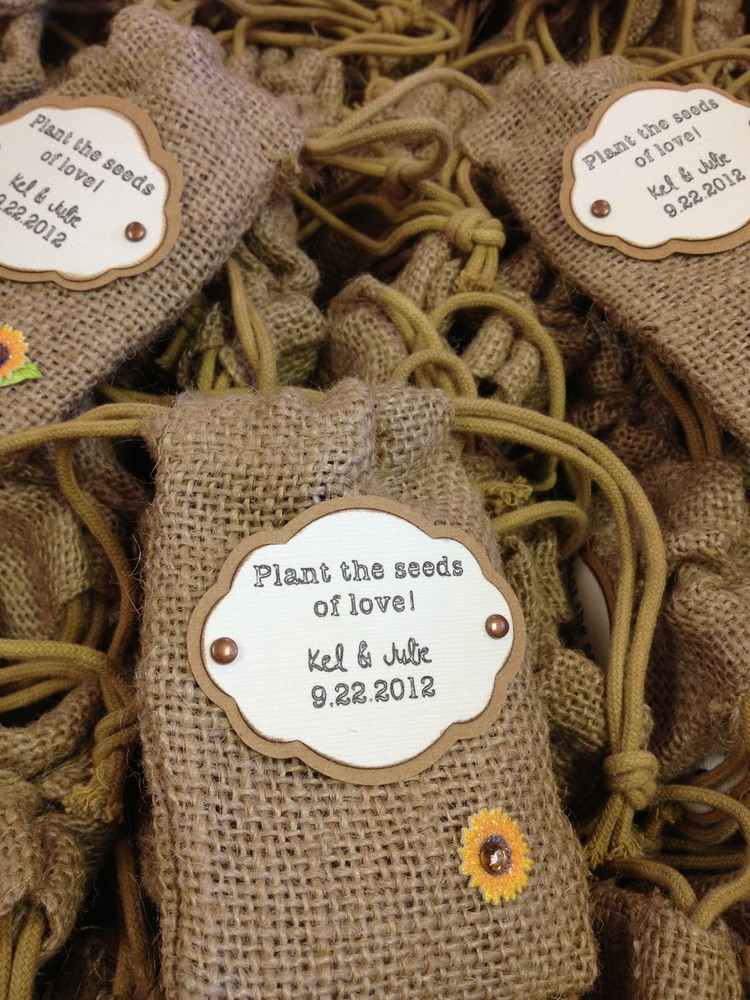 Plant the seeds
of love!
Kel & Julie
9.22.2012
Plant the seeds
of love!
Kel & Julie
9.22.2012
Plant the seeds
of love!
Kel & Julie
9.22.2012